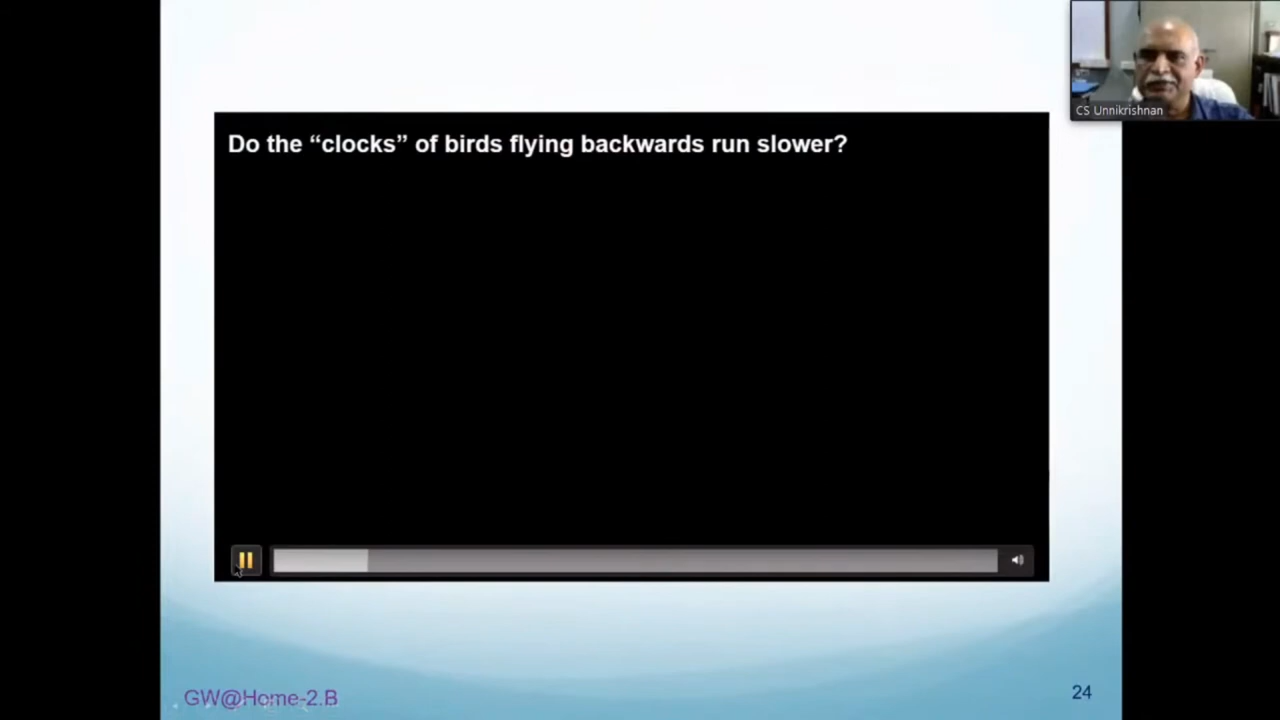 CS Unnikrishnan
Do the “clocks” of birds flying backwards run slower?
GW@Home-2.B
24